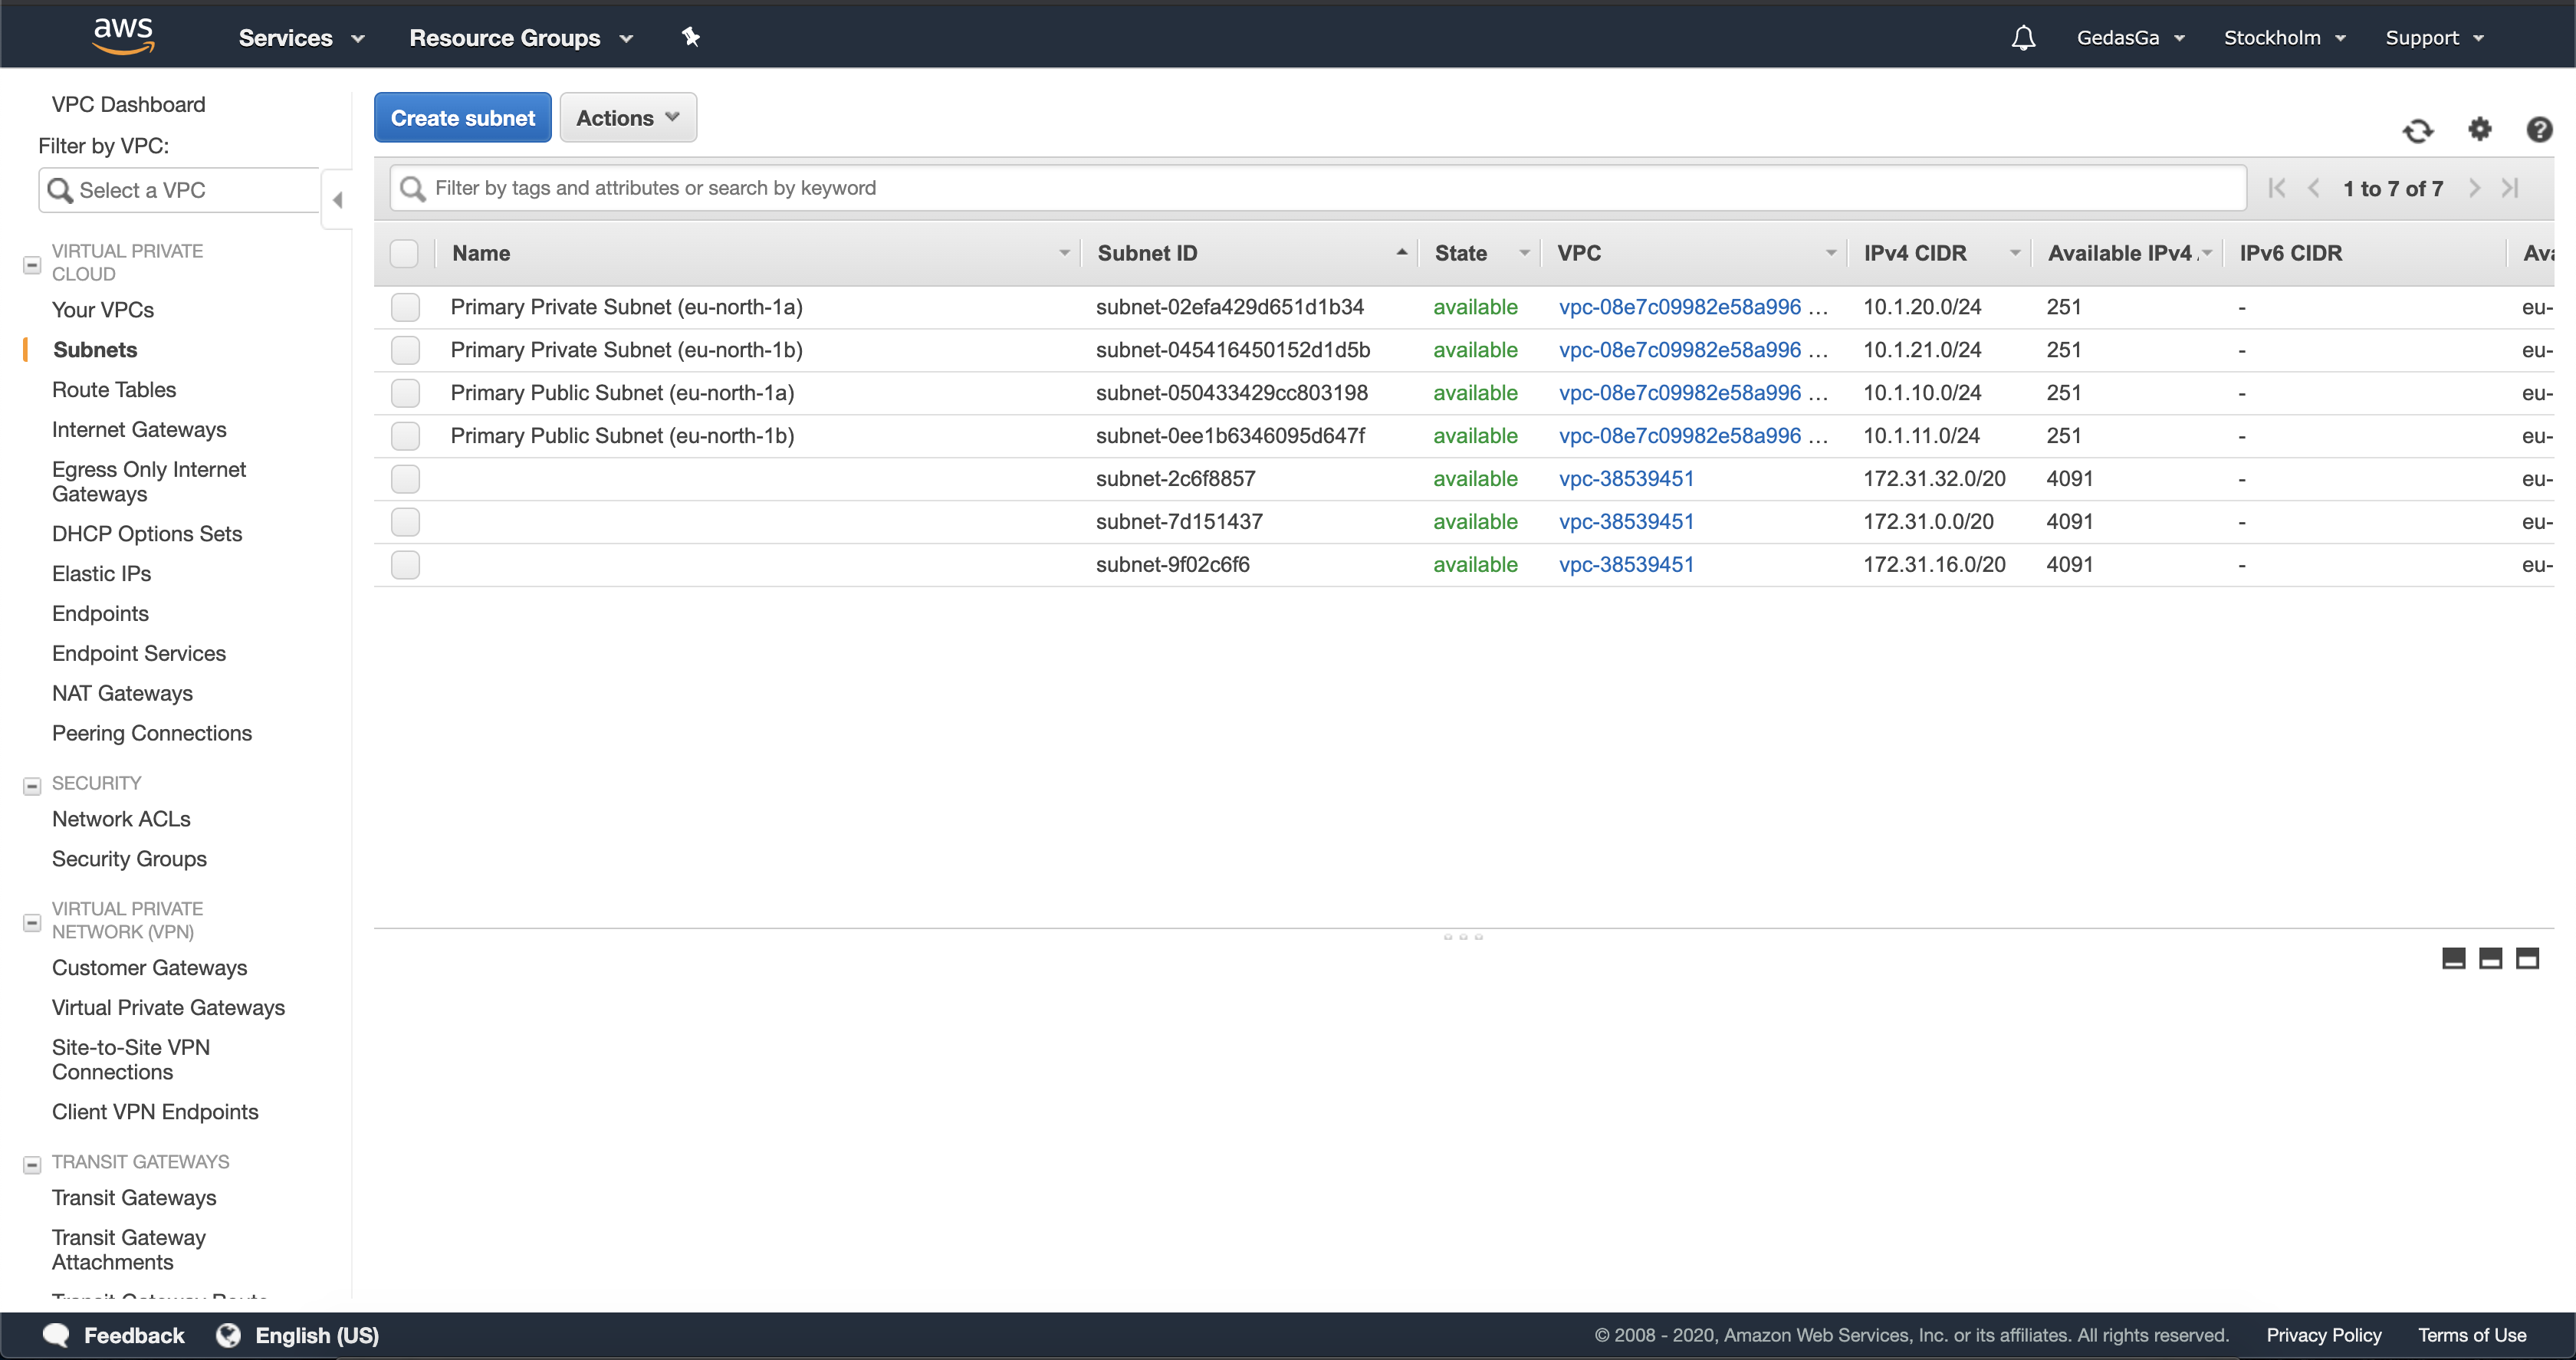 aws
Services
Resource Groups
GedasGa
Stockholm
Support
VPC Dashboard
Filter by VPC:
Select a VPC
VIRTUAL PRIVATE
CLOUD
Your VPCs
Subnets
Route Tables
Internet Gateways
Egress Only Internet
Gateways
DHCP Options Sets
Elastic IPs
Endpoints
Endpoint Services
NAT Gateways
Peering Connections
SECURITY
Network ACLs
Security Groups
VIRTUAL PRIVATE
NETWORK (VPN)
Customer Gateways
Virtual Private Gateways
Site-to-Site VPN
Connections
Client VPN Endpoints
TRANSIT GATEWAYS
Transit Gateways
Transit Gateway
Attachments
Transit Gateway Route
Create subnet
Actions
Filter by tags and attributes or search by keyword
1 to 7 of 7
Name Subnet ID State VPC IPv4 CIDR Available IPv4 IPv6 CIDR Ava
Primary Private Subnet (eu-north-1a) subnet-02efa429d651d1b34 available vpc-08e7c09982e58a996 ... 10.1.20.0/24 251 - eu-
Primary Private Subnet (eu-north-1b) subnet-045416450152d1d5b available vpc-08e7c09982e58a996 ... 10.1.21.0/24 251 - eu-
Primary Public Subnet (eu-north-1a) subnet-050433429cc803198 available vpc-08e7c09982e58a996 ... 10.1.10.0/24 251 - eu-
Primary Public Subnet (eu-north-1b) subnet-0ee1b6346095d647f available vpc-08e7c09982e58a996 ... 10.1.11.0/24 251 - eu-
subnet-2c6f8857 available vpc-38539451 172.31.32.0/20 4091 - eu-
subnet-7d151437 available vpc-38539451 172.31.0.0/20 4091 - eu-
subnet-9f02c6f6 available vpc-38539451 172.31.16.0/20 4091 - eu-
Feedback
English (US)
© 2008 - 2020, Amazon Web Services, Inc. or its affiliates. All rights reserved.
Privacy Policy
Terms of Use